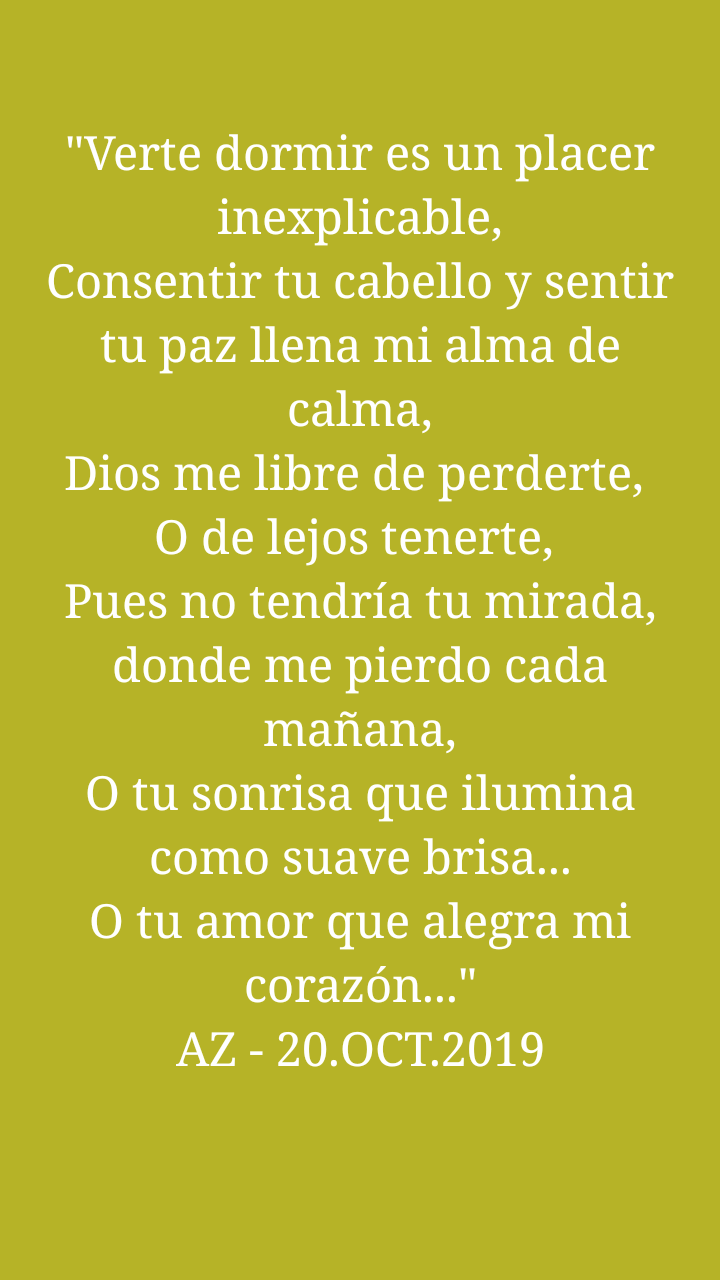 "Verte dormir es un placer
inexplicable,
Consentir tu cabello y sentir
tu paz llena mi alma de
calma,
Dios me libre de perderte,
O de lejos tenerte,
Pues no tendría tu mirada,
donde me pierdo cada
mañana,
O tu sonrisa que ilumina
como suave brisa...
O tu amor que alegra mi
corazón..."
AZ - 20.OCT.2019